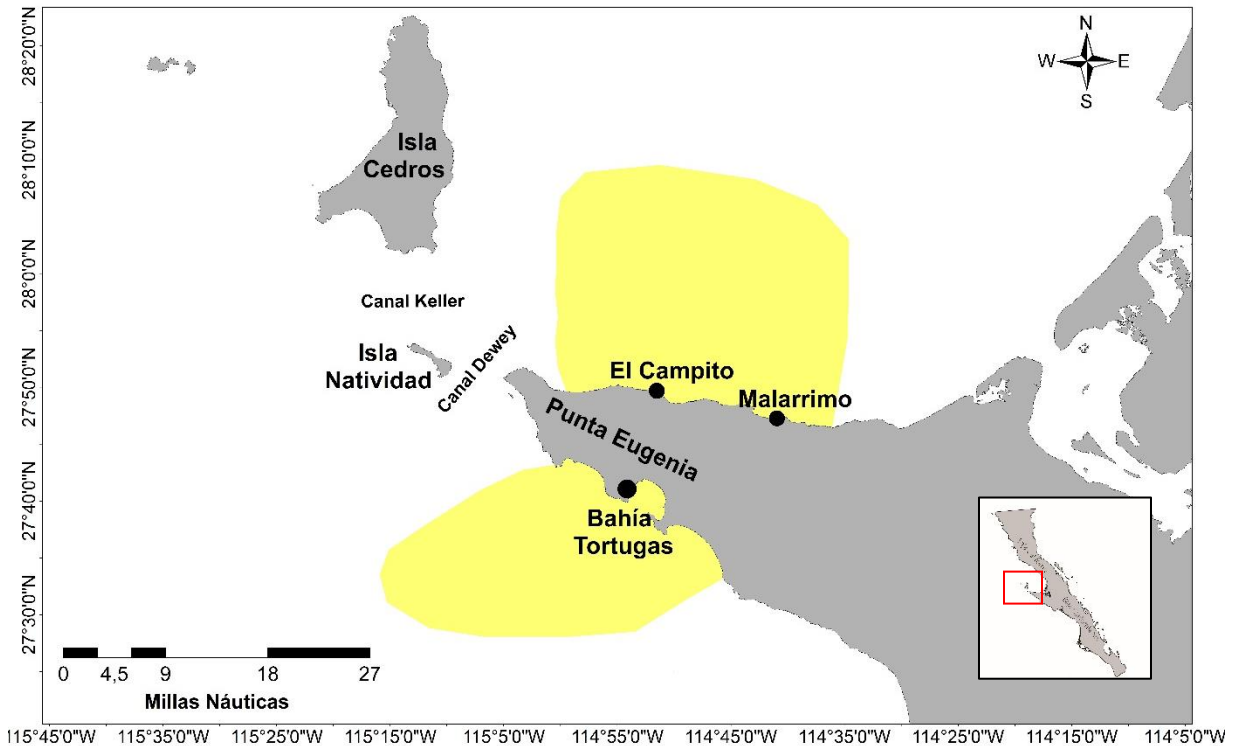 N
W E
S
28°20'0"N
28°10'0"N
28°0'0"N
27°50'0"N
27°40'0"N
27°30'0"N
Isla
Cedros
Canal Keller
Isla
Natividad
Canal Dewey
El Campito
Malarrimo
Punta Eugenia
Bahía
Tortugas
0 4,5 9 18 27
Millas Náuticas
115°45'0"W 115°35'0"W 115°25'0"W 115°15'0"W 115°50'0"W 114°55'0"W 114°45'0"W 114°35'0"W 114°24'0"W 114°14'0"W 114°5'0"W